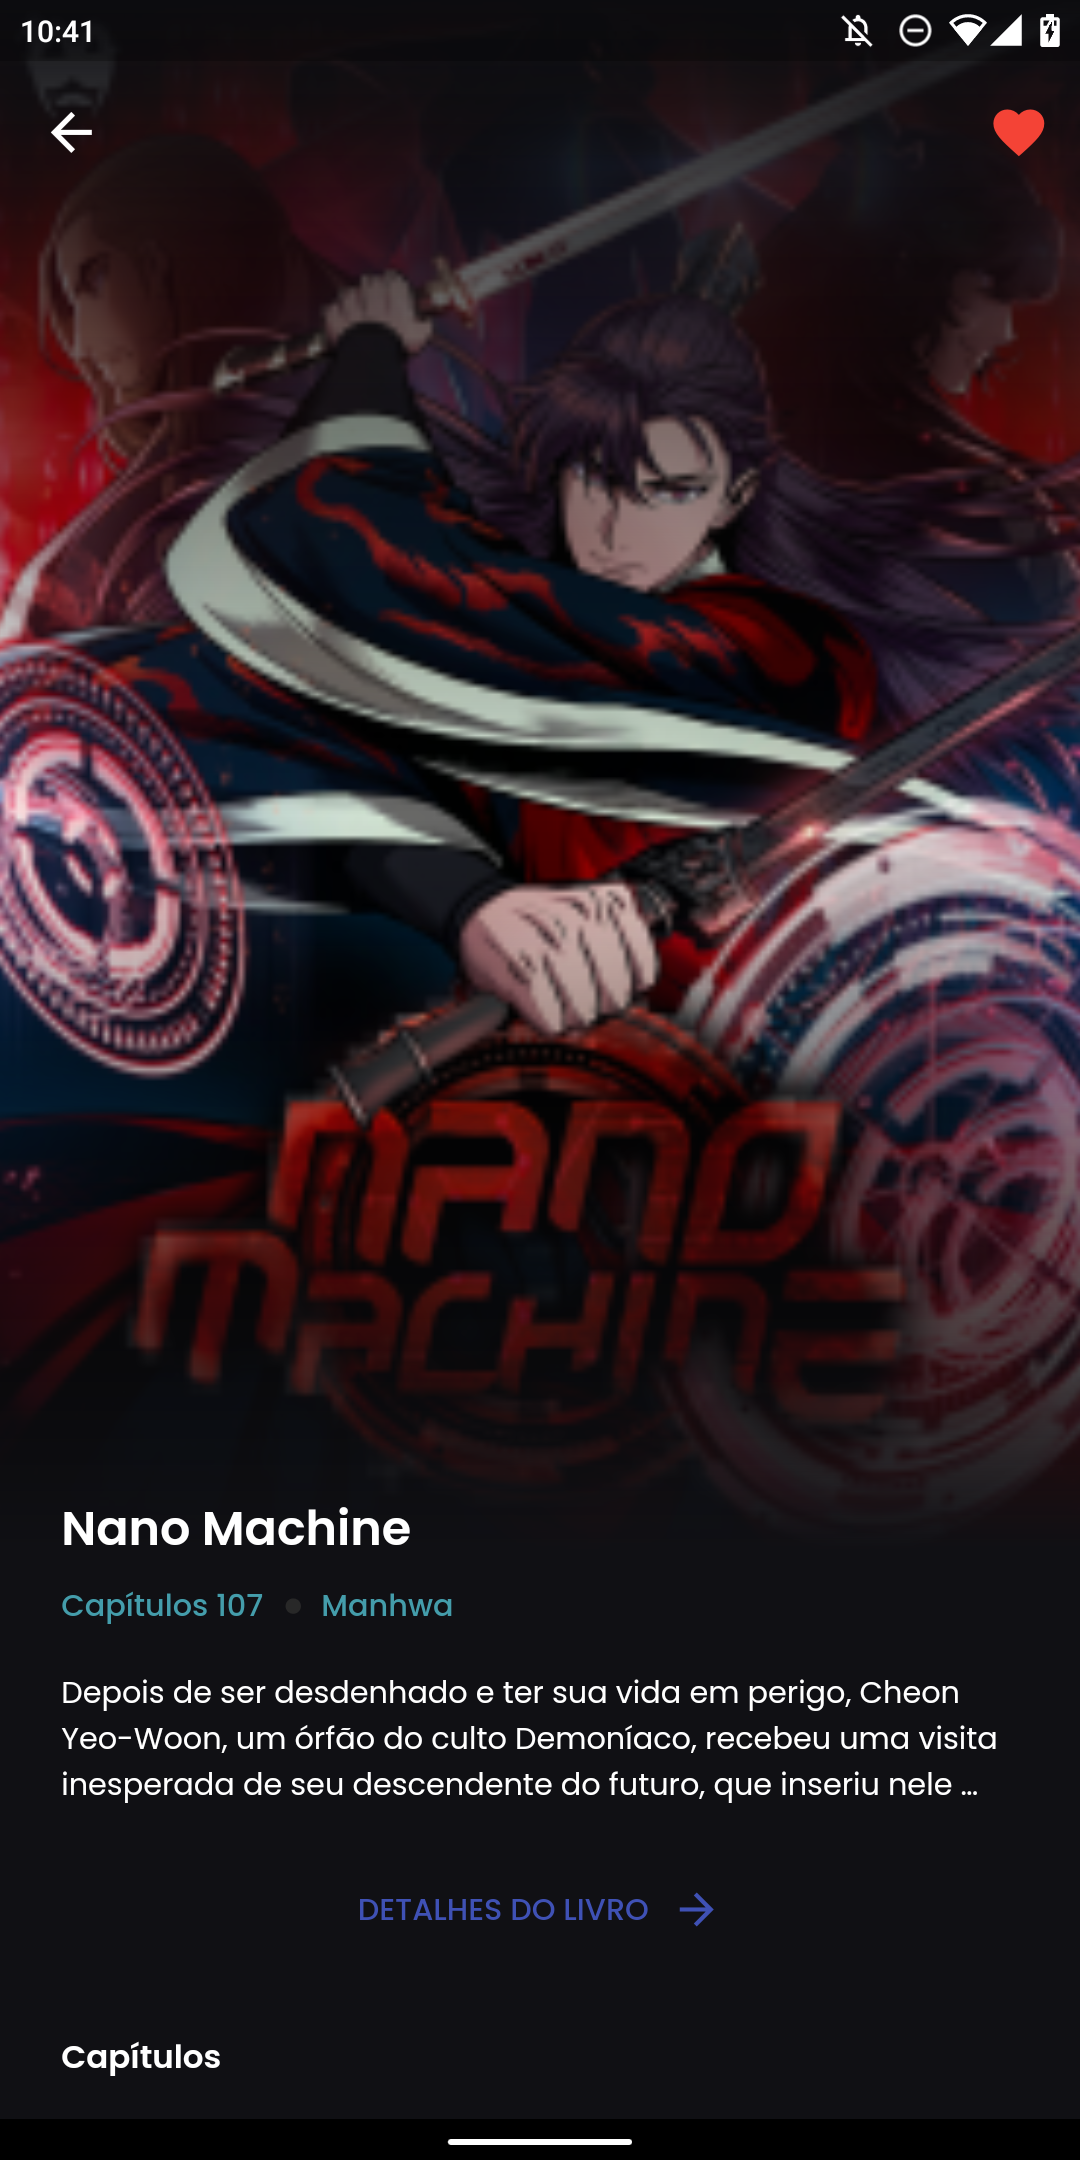 10:41
NANO
MACHINE
Nano Machine
Capítulos 107 ● Manhwa
Depois de ser desdenhado e ter sua vida em perigo, Cheon
Yeo-Woon, um órfão do culto Demoníaco, recebeu uma visita
inesperada de seu descendente do futuro, que inseriu nele ...
DETALHES DO LIVRO →
Capítulos